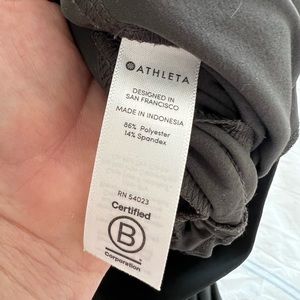 ATHLETA
DESIGNED IN
SAN FRANCISCO
MADE IN INDONESIA
86% Polyester
14% Spandex
RN 54023
Certified
B
Corporation